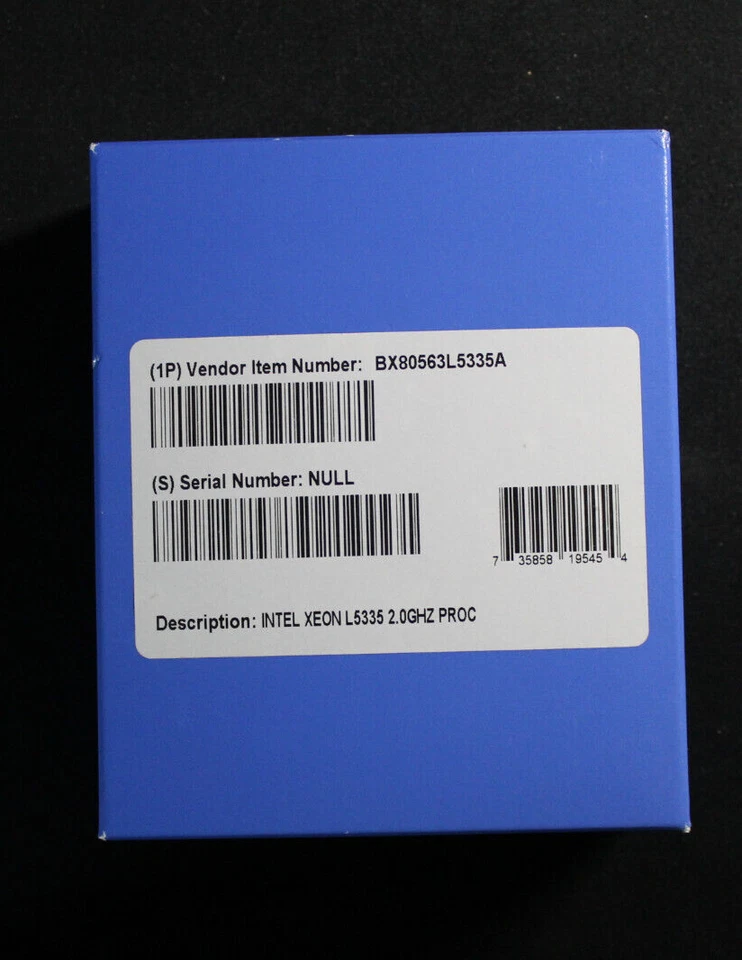 (1P) Vendor Item Number: BX80563L5335A
(S) Serial Number: NULL
7 35858 19545 4
Description: INTEL XEON L5335 2.0GHZ PROC